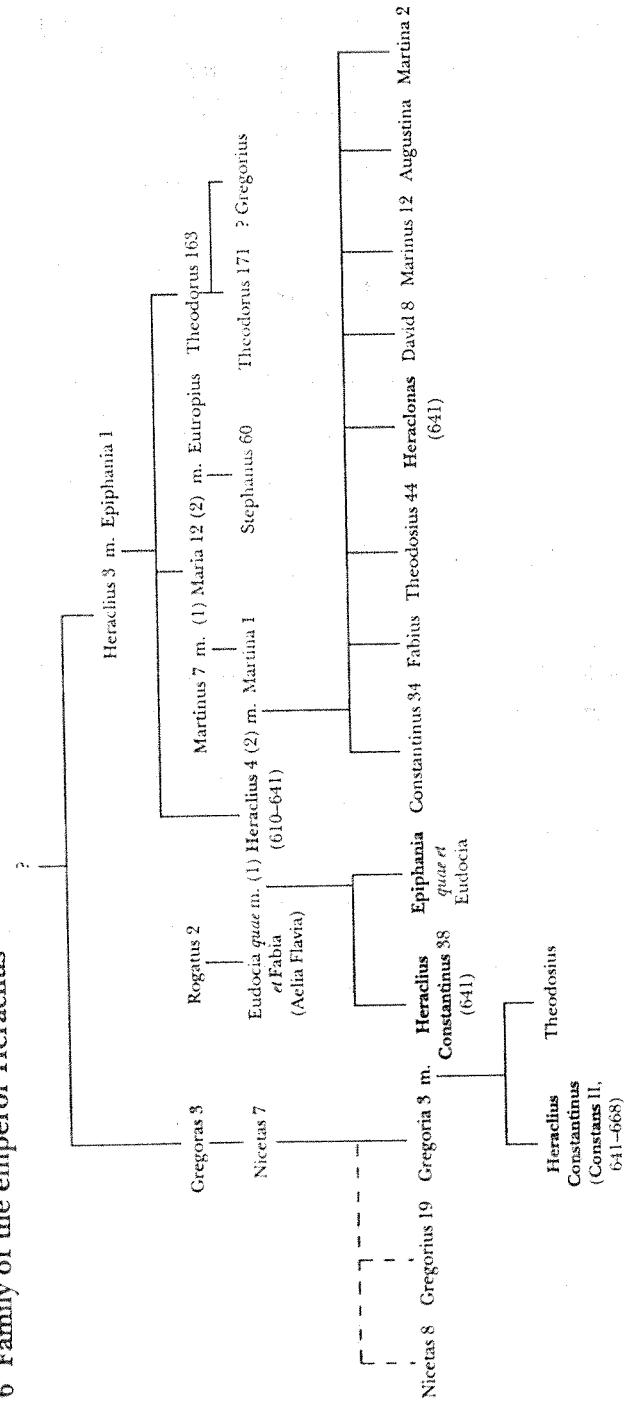 6 Family of the emperor Heraclius
?
Heraclius 3 m. Epiphania 1
Gregoras 3 Rogatus 2 Martinus 7 m. (1) Maria 12 (2) m. Eutropius Theodorus 163
Nicetas 7 Eudocia quae m. (1) Heraclius 4 (2) m. Martina 1 Stephanus 60 Theodorus 171 ? Gregorius
et Fabia (610–641)
(Aelia Flavia)
Nicetas 8 Gregorius 19 Gregoria 3 m. Heraclius Epiphania Constantinus 34 Fabius Theodosius 44 Heraclonas David 8 Marinus 12 Augustina Martina 2
Constantinus 38 quae et (641)
(641) Eudocia
Heraclius Theodosius
Constantinus
(Constans II,
641–668)